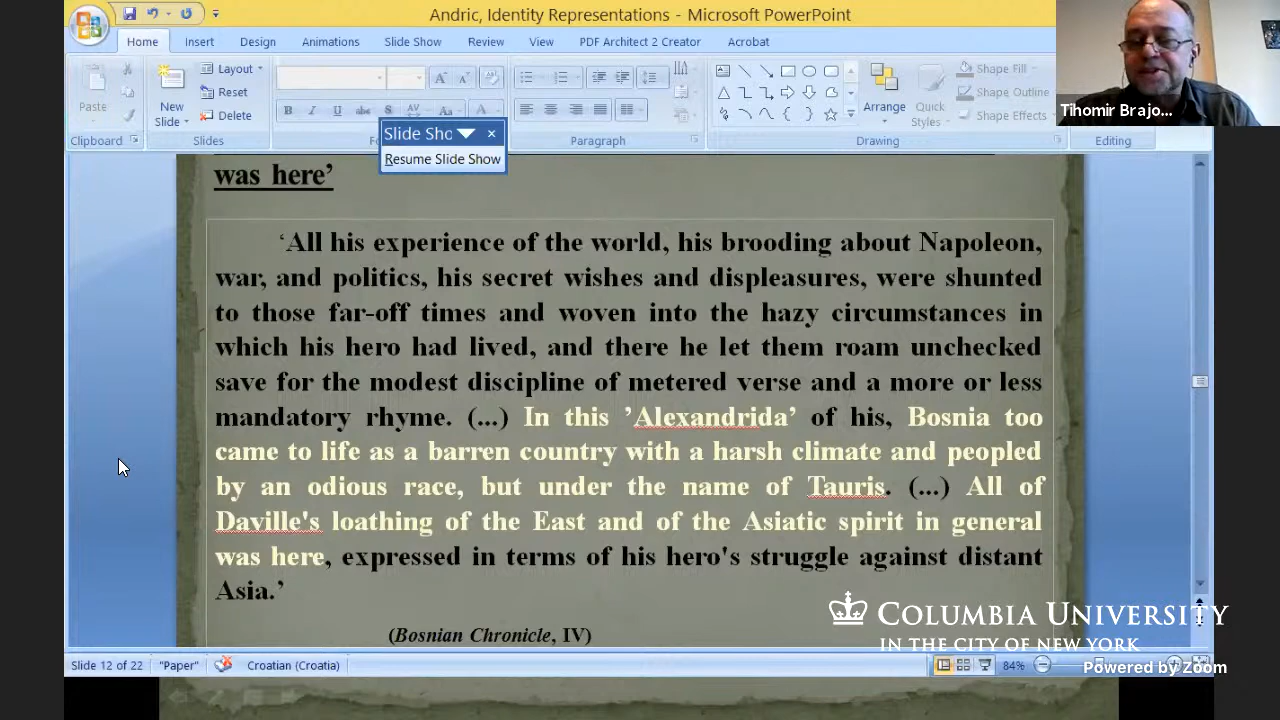 Andric, Identity Representations - Microsoft PowerPoint
Home Insert Design Animations Slide Show Review View PDF Architect 2 Creator Acrobat
Paste
Clipboard
New Slide
Layout
Reset
Delete
Slides
B I U abc S AV Aa A
Paragraph
Arrange
Quick Styles
Shape Fill
Shape Outline
Shape Effects
Drawing
Editing
Tihomir Brajo...
Slide Sho
Resume Slide Show
was here’
‘All his experience of the world, his brooding about Napoleon,
war, and politics, his secret wishes and displeasures, were shunted
to those far-off times and woven into the hazy circumstances in
which his hero had lived, and there he let them roam unchecked
save for the modest discipline of metered verse and a more or less
mandatory rhyme. (...) In this ’Alexandrida’ of his, Bosnia too
came to life as a barren country with a harsh climate and peopled
by an odious race, but under the name of Tauris. (...) All of
Daville's loathing of the East and of the Asiatic spirit in general
was here, expressed in terms of his hero's struggle against distant
Asia.’
(Bosnian Chronicle, IV)
COLUMBIA UNIVERSITY
IN THE CITY OF NEW YORK
Slide 12 of 22 "Paper" Croatian (Croatia) 84%
Powered by Zoom